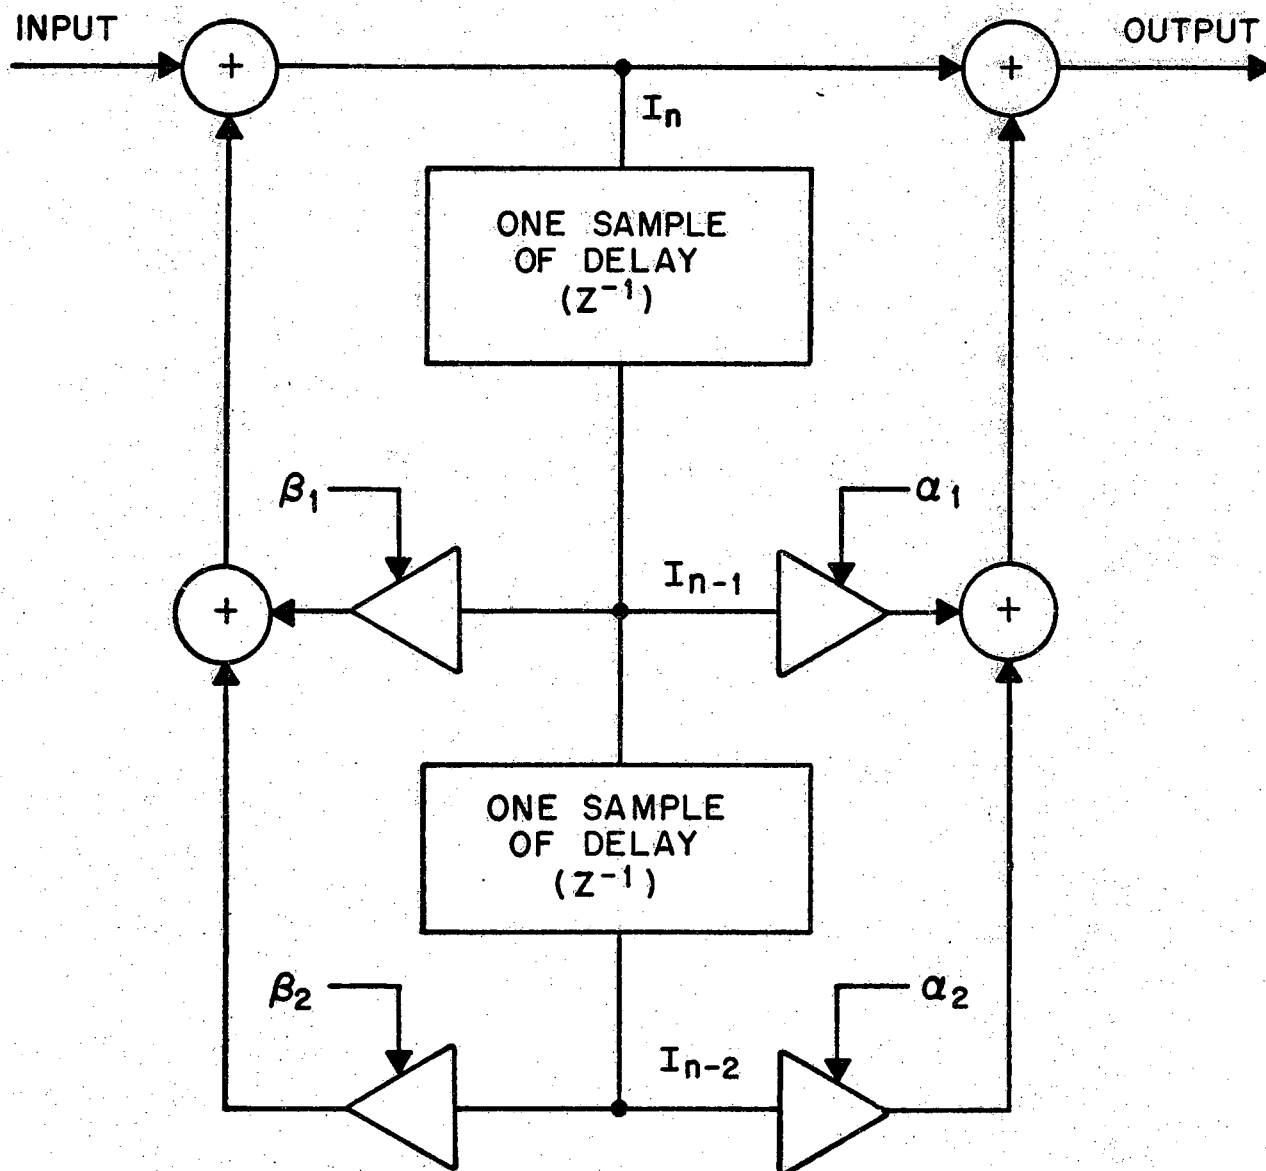 INPUT
OUTPUT
+
+
Iₙ
ONE SAMPLE
OF DELAY
(Z⁻¹)
β₁
α₁
Iₙ₋₁
+
+
ONE SAMPLE
OF DELAY
(Z⁻¹)
β₂
α₂
Iₙ₋₂